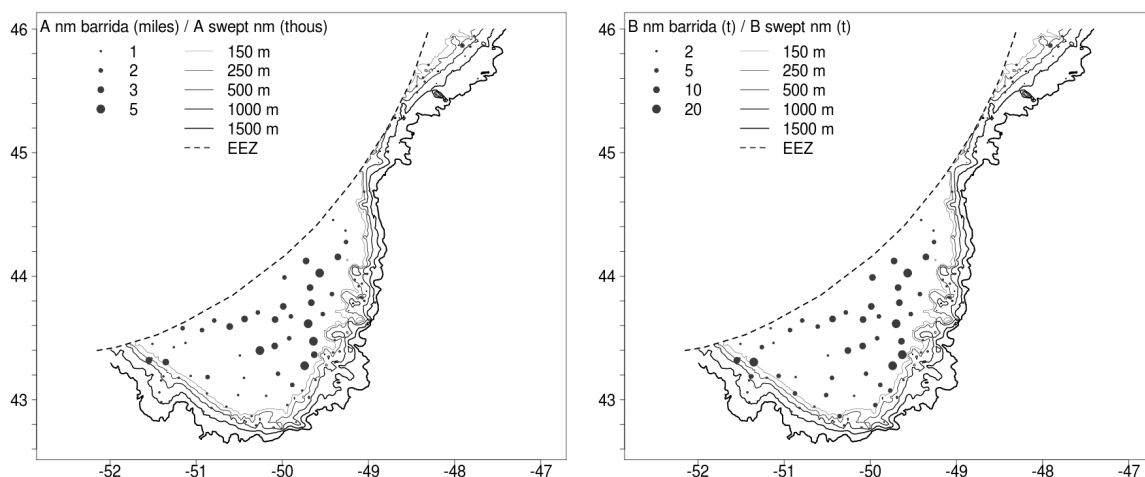 A nm barrida (miles) / A swept nm (thous)
1
2
3
5
150 m
250 m
500 m
1000 m
1500 m
EEZ
46
45
44
43
-52 -51 -50 -49 -48 -47
B nm barrida (t) / B swept nm (t)
2
5
10
20
150 m
250 m
500 m
1000 m
1500 m
EEZ
46
45
44
43
-52 -51 -50 -49 -48 -47